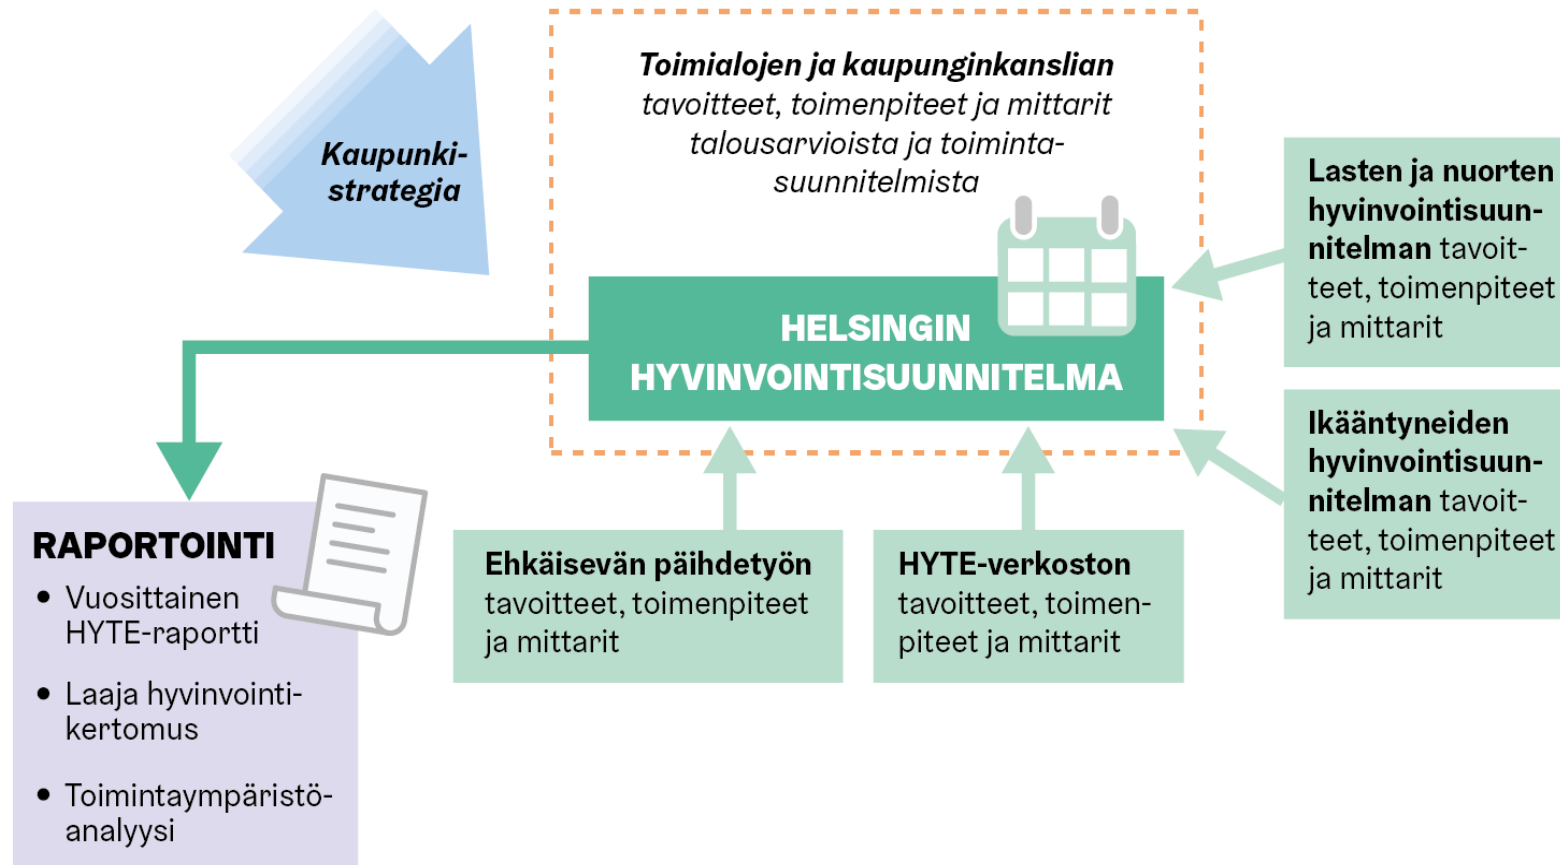 Kaupunki-
strategia
Toimialojen ja kaupunginkanslian
tavoitteet, toimenpiteet ja mittarit
talousarvioista ja toiminta-
suunnitelmista
HELSINGIN
HYVINVOINTISUUNNITELMA
Lasten ja nuorten
hyvinvointisuun-
nitelman tavoit-
teet, toimenpiteet
ja mittarit
Ikääntyneiden
hyvinvointisuun-
nitelman tavoit-
teet, toimenpiteet
ja mittarit
Ehkäisevän päihdetyön
tavoitteet, toimenpiteet
ja mittarit
HYTE-verkoston
tavoitteet, toimen-
piteet ja mittarit
RAPORTOINTI
• Vuosittainen
HYTE-raportti
• Laaja hyvinvointi-
kertomus
• Toimintaympäristö-
analyysi